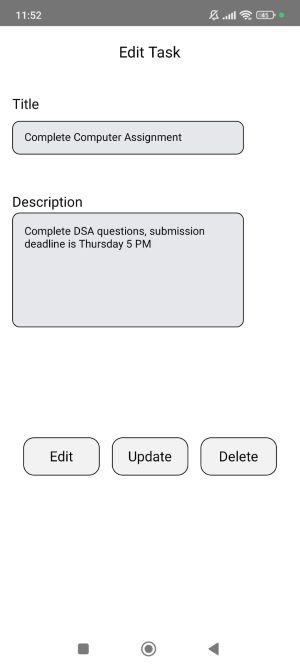 11:52
45
Edit Task
Title
Complete Computer Assignment
Description
Complete DSA questions, submission
deadline is Thursday 5 PM
Edit
Update
Delete